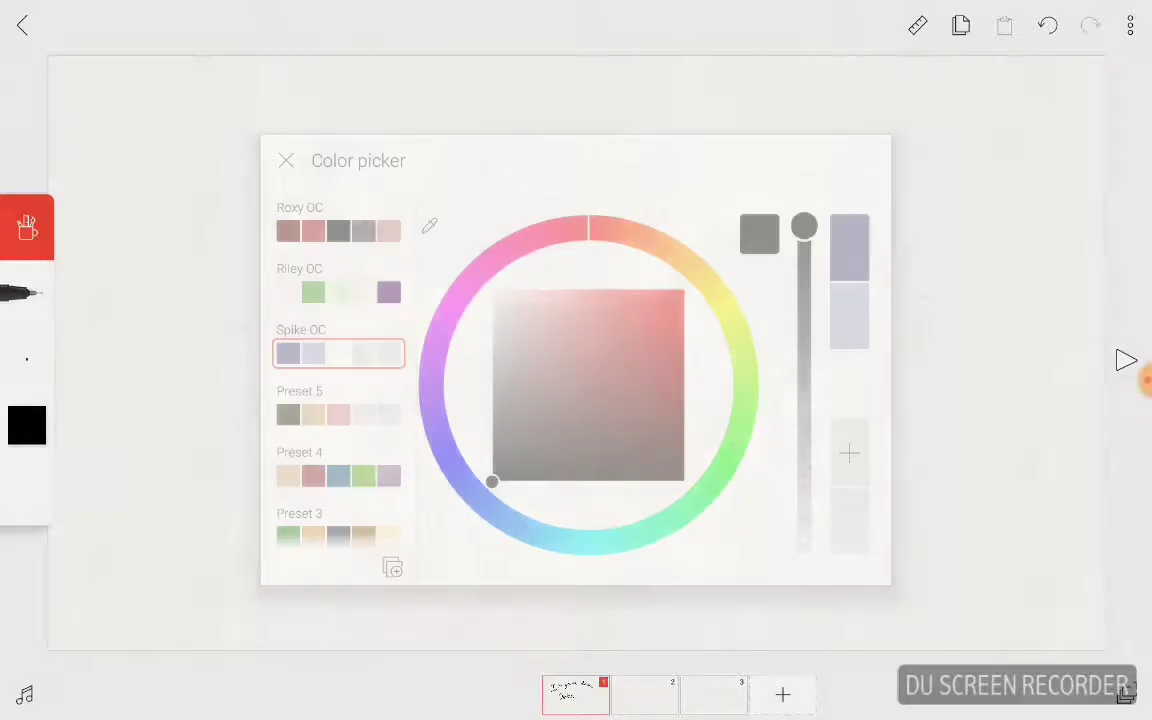 Color picker
Roxy OC
Riley OC
Spike OC
Preset 5
Preset 4
Preset 3
1
2
3
DU SCREEN RECORDER